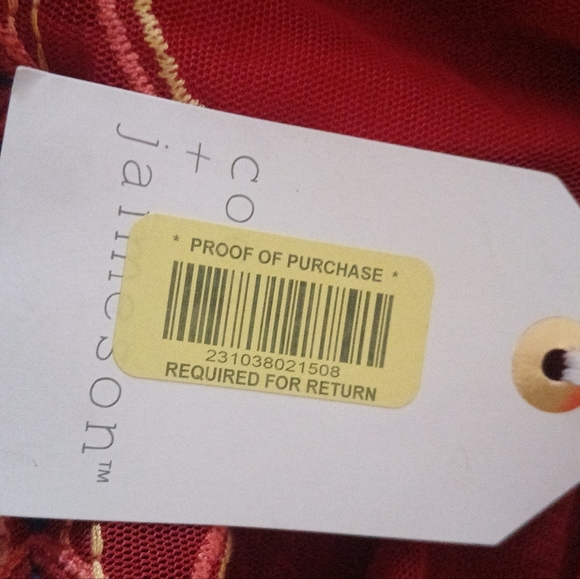 co
+
jameson™
* PROOF OF PURCHASE *
231038021508
REQUIRED FOR RETURN